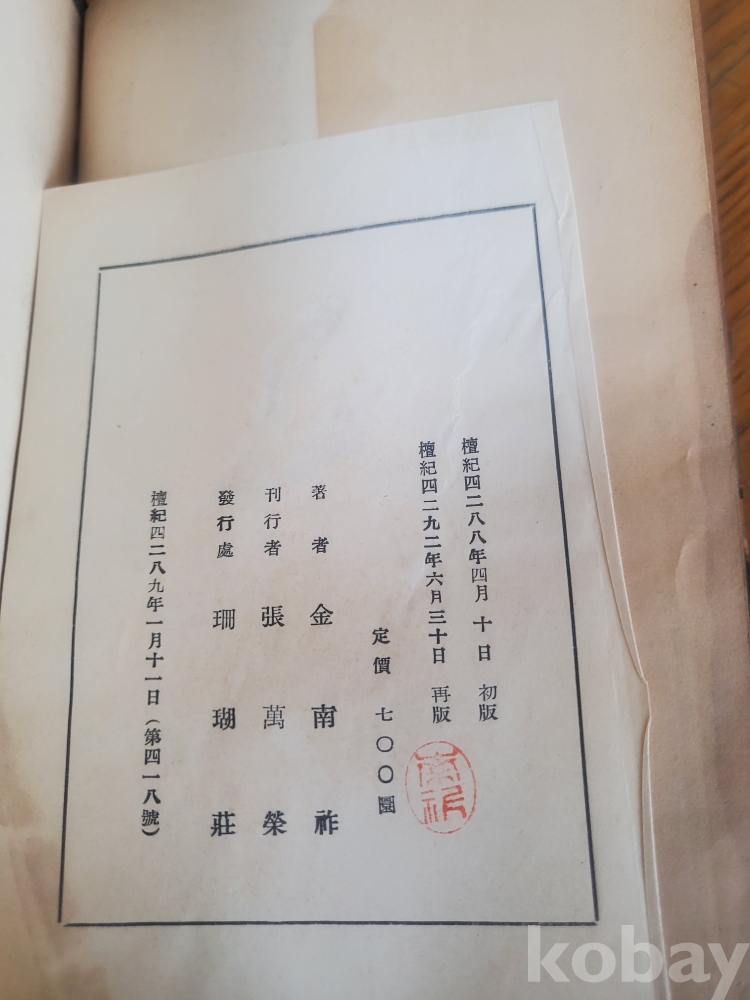 檀紀四二八八年四月十日 初版
檀紀四二九二年六月三十日 再版
定價 七〇〇圜
著者 金南祚
刊行者 張萬榮
發行處 珊瑚莊
檀紀四二八九年一月十一日(第四一八號)
南祚
kobay